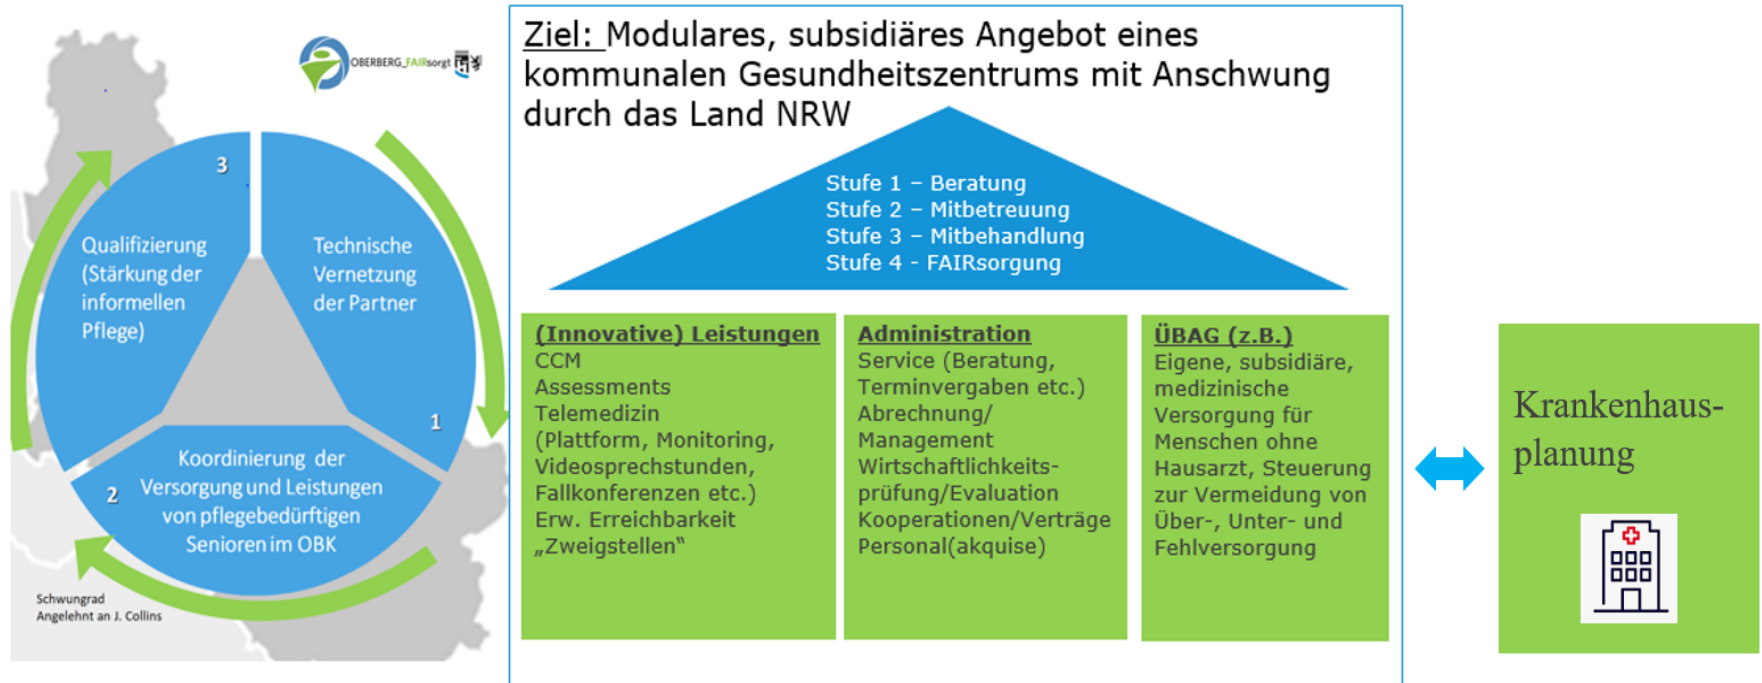 OBERBERG_FAIRsorgt
3
Qualifizierung
(Stärkung der
informellen
Pflege)
Technische
Vernetzung
der Partner
1
2
Koordinierung der
Versorgung und Leistungen
von pflegebedürftigen
Senioren im OBK
Schwungrad
Angelehnt an J. Collins
Ziel: Modulares, subsidiäres Angebot eines
kommunalen Gesundheitszentrums mit Anschwung
durch das Land NRW
Stufe 1 – Beratung
Stufe 2 – Mitbetreuung
Stufe 3 – Mitbehandlung
Stufe 4 - FAIRsorgung
(Innovative) Leistungen
CCM
Assessments
Telemedizin
(Plattform, Monitoring,
Videosprechstunden,
Fallkonferenzen etc.)
Erw. Erreichbarkeit
„Zweigstellen“
Administration
Service (Beratung,
Terminvergaben etc.)
Abrechnung/
Management
Wirtschaftlichkeits-
prüfung/Evaluation
Kooperationen/Verträge
Personal(akquise)
ÜBAG (z.B.)
Eigene, subsidiäre,
medizinische
Versorgung für
Menschen ohne
Hausarzt, Steuerung
zur Vermeidung von
Über-, Unter- und
Fehlversorgung
Krankenhaus-
planung